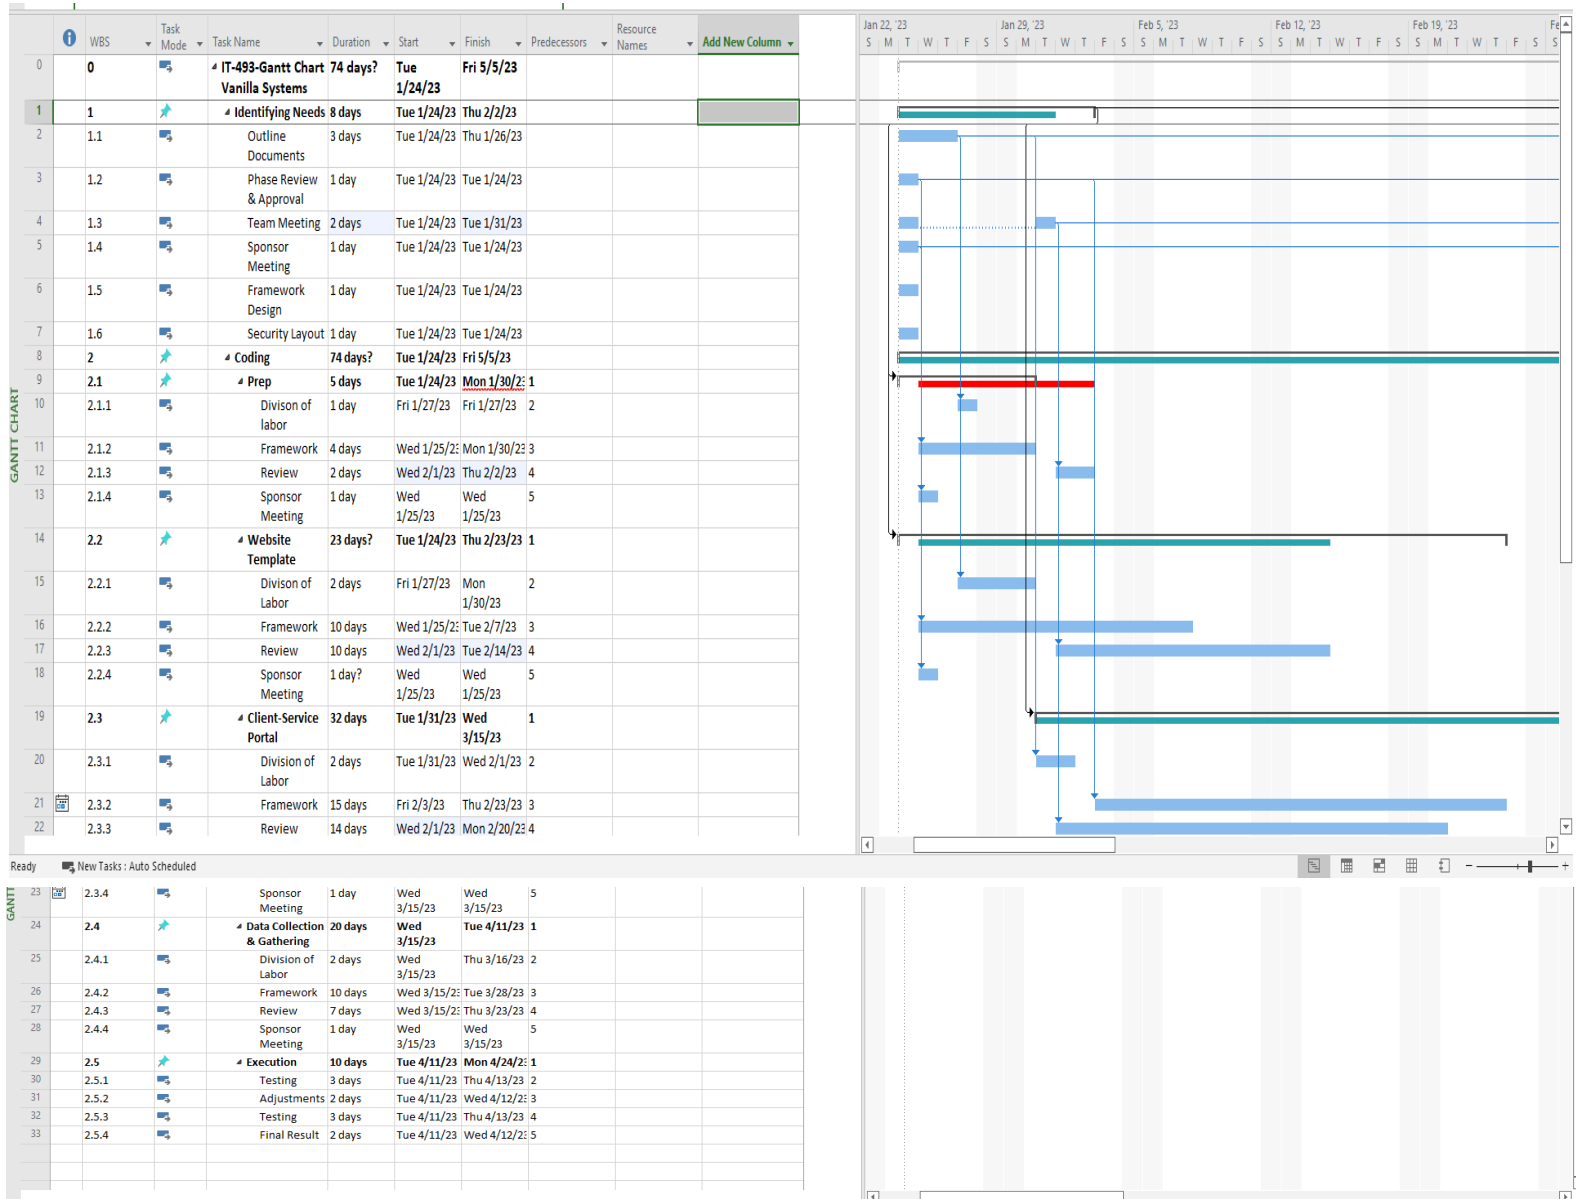 Jan 22, '23 Jan 29, '23 Feb 5, '23 Feb 12, '23 Feb 19, '23 Fe
WBS Task Mode Task Name Duration Start Finish Predecessors Resource Names Add New Column
S M T W T F S S M T W T F S S M T W T F S S M T W T F S S M T W T F S S
0 0 IT-493-Gantt Chart Vanilla Systems 74 days? Tue 1/24/23 Fri 5/5/23
1 1 Identifying Needs 8 days Tue 1/24/23 Thu 2/2/23
2 1.1 Outline Documents 3 days Tue 1/24/23 Thu 1/26/23
3 1.2 Phase Review & Approval 1 day Tue 1/24/23 Tue 1/24/23
4 1.3 Team Meeting 2 days Tue 1/24/23 Tue 1/31/23
5 1.4 Sponsor Meeting 1 day Tue 1/24/23 Tue 1/24/23
6 1.5 Framework Design 1 day Tue 1/24/23 Tue 1/24/23
7 1.6 Security Layout 1 day Tue 1/24/23 Tue 1/24/23
8 2 Coding 74 days? Tue 1/24/23 Fri 5/5/23
9 2.1 Prep 5 days Tue 1/24/23 Mon 1/30/23 1
10 2.1.1 Divison of labor 1 day Fri 1/27/23 Fri 1/27/23 2
11 2.1.2 Framework 4 days Wed 1/25/23 Mon 1/30/23 3
12 2.1.3 Review 2 days Wed 2/1/23 Thu 2/2/23 4
13 2.1.4 Sponsor Meeting 1 day Wed 1/25/23 Wed 1/25/23 5
14 2.2 Website Template 23 days? Tue 1/24/23 Thu 2/23/23 1
15 2.2.1 Divison of Labor 2 days Fri 1/27/23 Mon 1/30/23 2
16 2.2.2 Framework 10 days Wed 1/25/23 Tue 2/7/23 3
17 2.2.3 Review 10 days Wed 2/1/23 Tue 2/14/23 4
18 2.2.4 Sponsor Meeting 1 day? Wed 1/25/23 Wed 1/25/23 5
19 2.3 Client-Service Portal 32 days Tue 1/31/23 Wed 3/15/23 1
20 2.3.1 Division of Labor 2 days Tue 1/31/23 Wed 2/1/23 2
21 2.3.2 Framework 15 days Fri 2/3/23 Thu 2/23/23 3
22 2.3.3 Review 14 days Wed 2/1/23 Mon 2/20/23 4
GANTT CHART
Ready New Tasks : Auto Scheduled
GANTT
23 2.3.4 Sponsor Meeting 1 day Wed 3/15/23 Wed 3/15/23 5
24 2.4 Data Collection & Gathering 20 days Wed 3/15/23 Tue 4/11/23 1
25 2.4.1 Division of Labor 2 days Wed 3/15/23 Thu 3/16/23 2
26 2.4.2 Framework 10 days Wed 3/15/23 Tue 3/28/23 3
27 2.4.3 Review 7 days Wed 3/15/23 Thu 3/23/23 4
28 2.4.4 Sponsor Meeting 1 day Wed 3/15/23 Wed 3/15/23 5
29 2.5 Execution 10 days Tue 4/11/23 Mon 4/24/23 1
30 2.5.1 Testing 3 days Tue 4/11/23 Thu 4/13/23 2
31 2.5.2 Adjustments 2 days Tue 4/11/23 Wed 4/12/23 3
32 2.5.3 Testing 3 days Tue 4/11/23 Thu 4/13/23 4
33 2.5.4 Final Result 2 days Tue 4/11/23 Wed 4/12/23 5